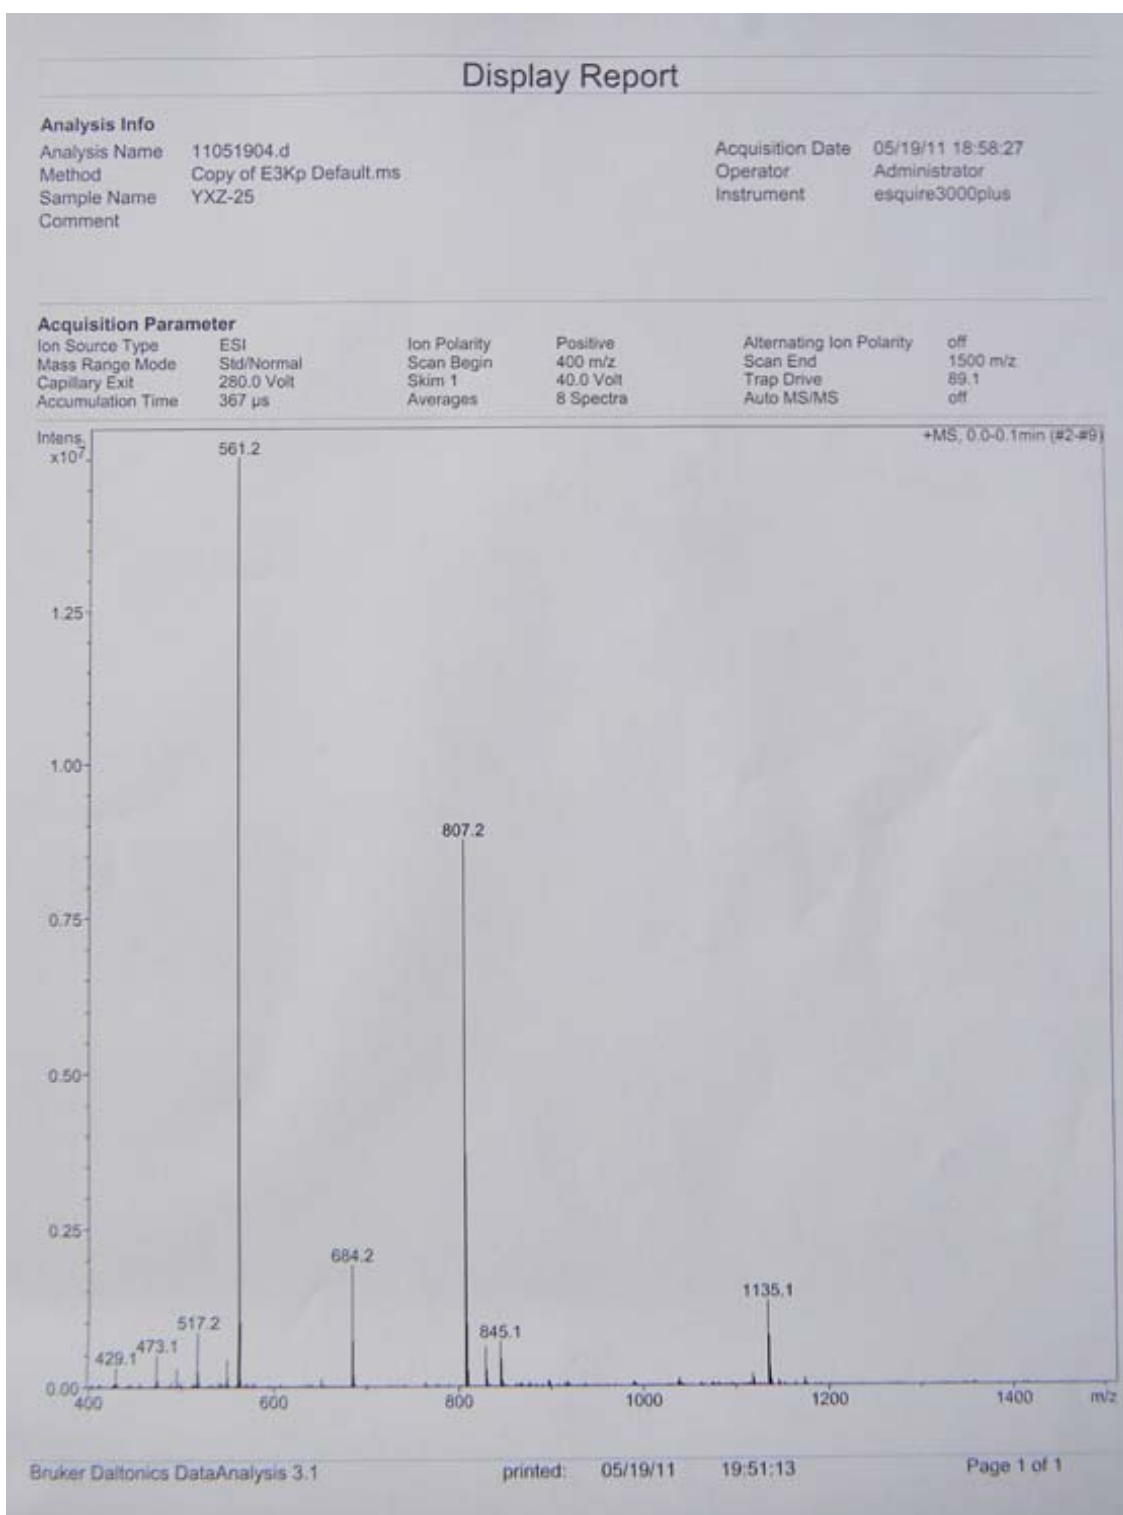 Display Report
Analysis Info
Analysis Name 11051904.d Acquisition Date 05/19/11 18:58:27
Method Copy of E3Kp Default.ms Operator Administrator
Sample Name YXZ-25 Instrument esquire3000plus
Comment
Acquisition Parameter
Ion Source Type ESI Ion Polarity Positive Alternating Ion Polarity off
Mass Range Mode Std/Normal Scan Begin 400 m/z Scan End 1500 m/z
Capillary Exit 280.0 Volt Skim 1 40.0 Volt Trap Drive 89.1
Accumulation Time 367 µs Averages 8 Spectra Auto MS/MS off
Intens. +MS, 0.0-0.1min (#2-#9)
x10⁷
561.2
1.25
1.00
807.2
0.75
0.50
0.25
684.2
1135.1
517.2
845.1
473.1
429.1
0.00
400 600 800 1000 1200 1400 m/z
Bruker Daltonics DataAnalysis 3.1 printed: 05/19/11 19:51:13 Page 1 of 1